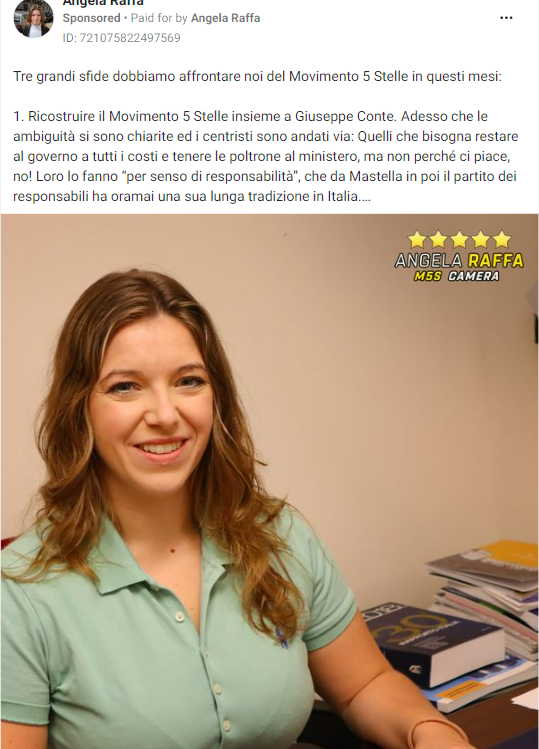 Angela Raffa
Sponsored • Paid for by Angela Raffa
ID: 721075822497569
Tre grandi sfide dobbiamo affrontare noi del Movimento 5 Stelle in questi mesi:
1. Ricostruire il Movimento 5 Stelle insieme a Giuseppe Conte. Adesso che le
ambiguità si sono chiarite ed i centristi sono andati via: Quelli che bisogna restare
al governo a tutti i costi e tenere le poltrone al ministero, ma non perché ci piace,
no! Loro lo fanno “per senso di responsabilità”, che da Mastella in poi il partito dei
responsabili ha oramai una sua lunga tradizione in Italia....
ANGELA RAFFA
M5S CAMERA
30